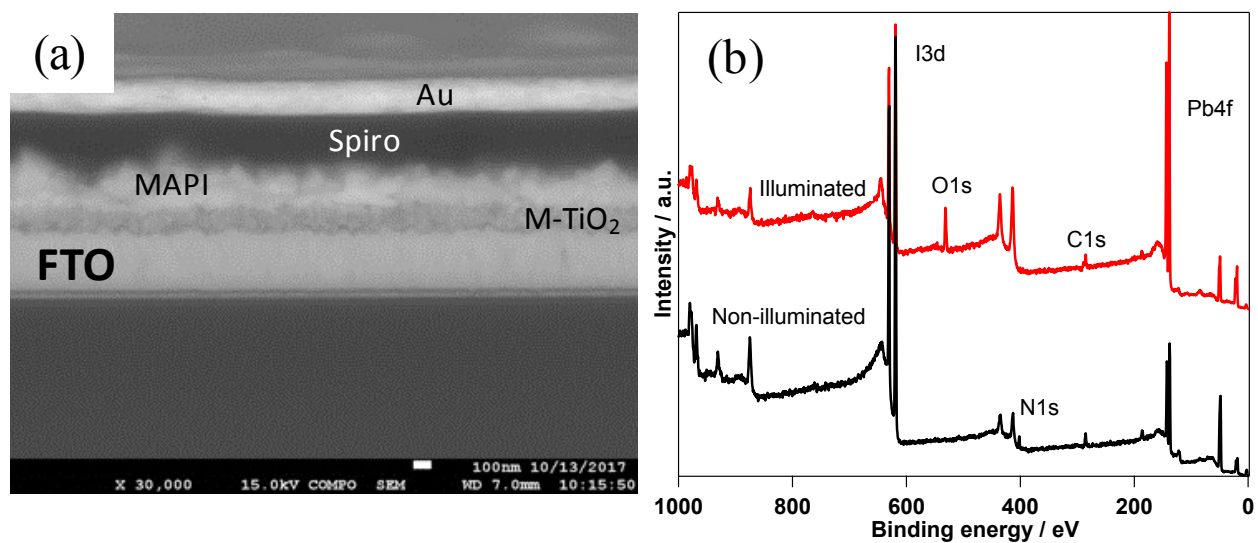 (a)
Au
Spiro
MAPI
M-TiO₂
FTO
100nm 10/13/2017
X 30,000 15.0kV COMPO SEM WD 7.0mm 10:15:50
(b)
I3d
Pb4f
Illuminated
O1s
C1s
Non-illuminated
N1s
Intensity / a.u.
1000 800 600 400 200 0
Binding energy / eV